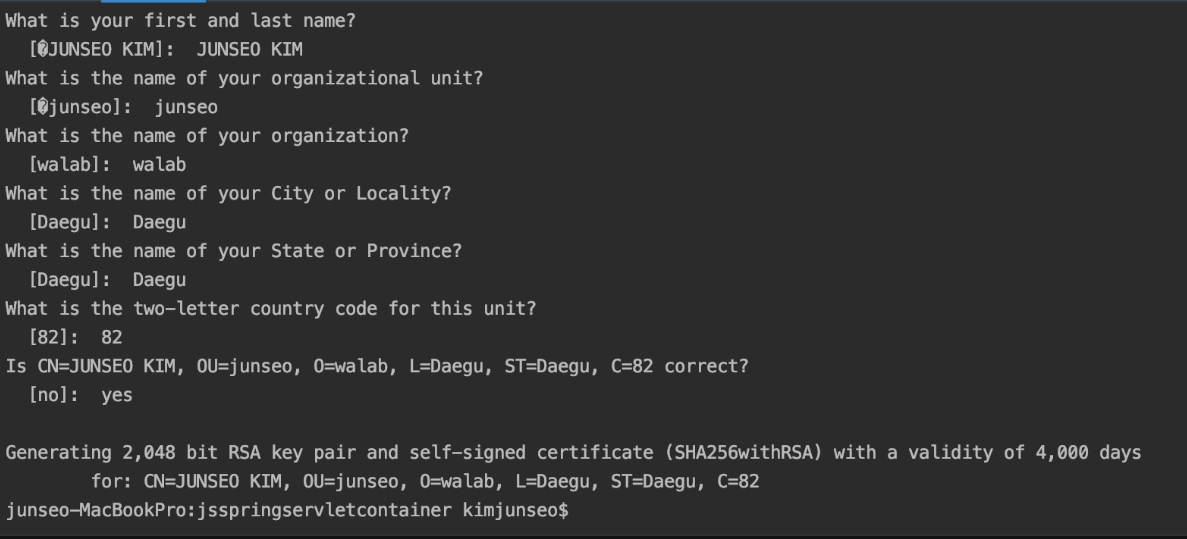 What is your first and last name?
[�JUNSEO KIM]: JUNSEO KIM
What is the name of your organizational unit?
[�junseo]: junseo
What is the name of your organization?
[walab]: walab
What is the name of your City or Locality?
[Daegu]: Daegu
What is the name of your State or Province?
[Daegu]: Daegu
What is the two-letter country code for this unit?
[82]: 82
Is CN=JUNSEO KIM, OU=junseo, O=walab, L=Daegu, ST=Daegu, C=82 correct?
[no]: yes
Generating 2,048 bit RSA key pair and self-signed certificate (SHA256withRSA) with a validity of 4,000 days
for: CN=JUNSEO KIM, OU=junseo, O=walab, L=Daegu, ST=Daegu, C=82
junseo-MacBookPro:jsspringservletcontainer kimjunseo$